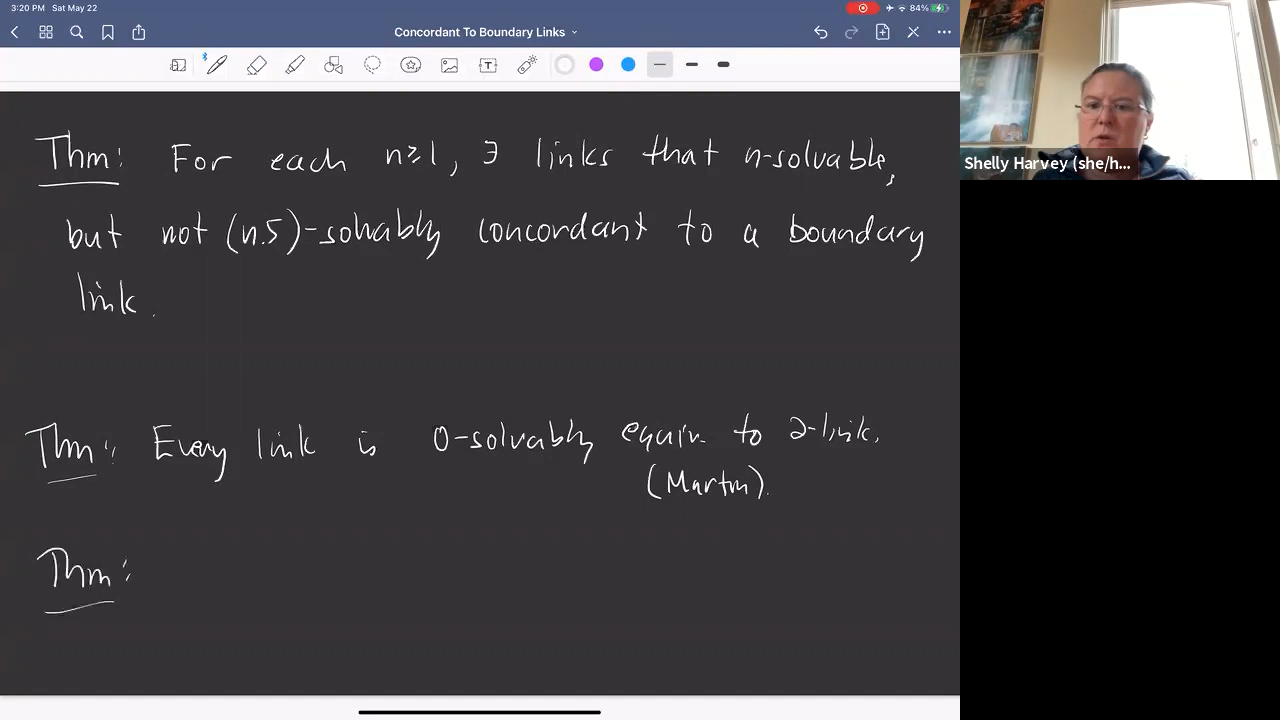 3:20 PM Sat May 22
84%
Concordant To Boundary Links
Shelly Harvey (she/h...
Thm: For each n≥1, ∃ links that n-solvable,
but not (n.5)-solvably concordant to a boundary
link.
Thm: Every link is 0-solvably equiv. to ∂-link.
(Martin).
Thm: